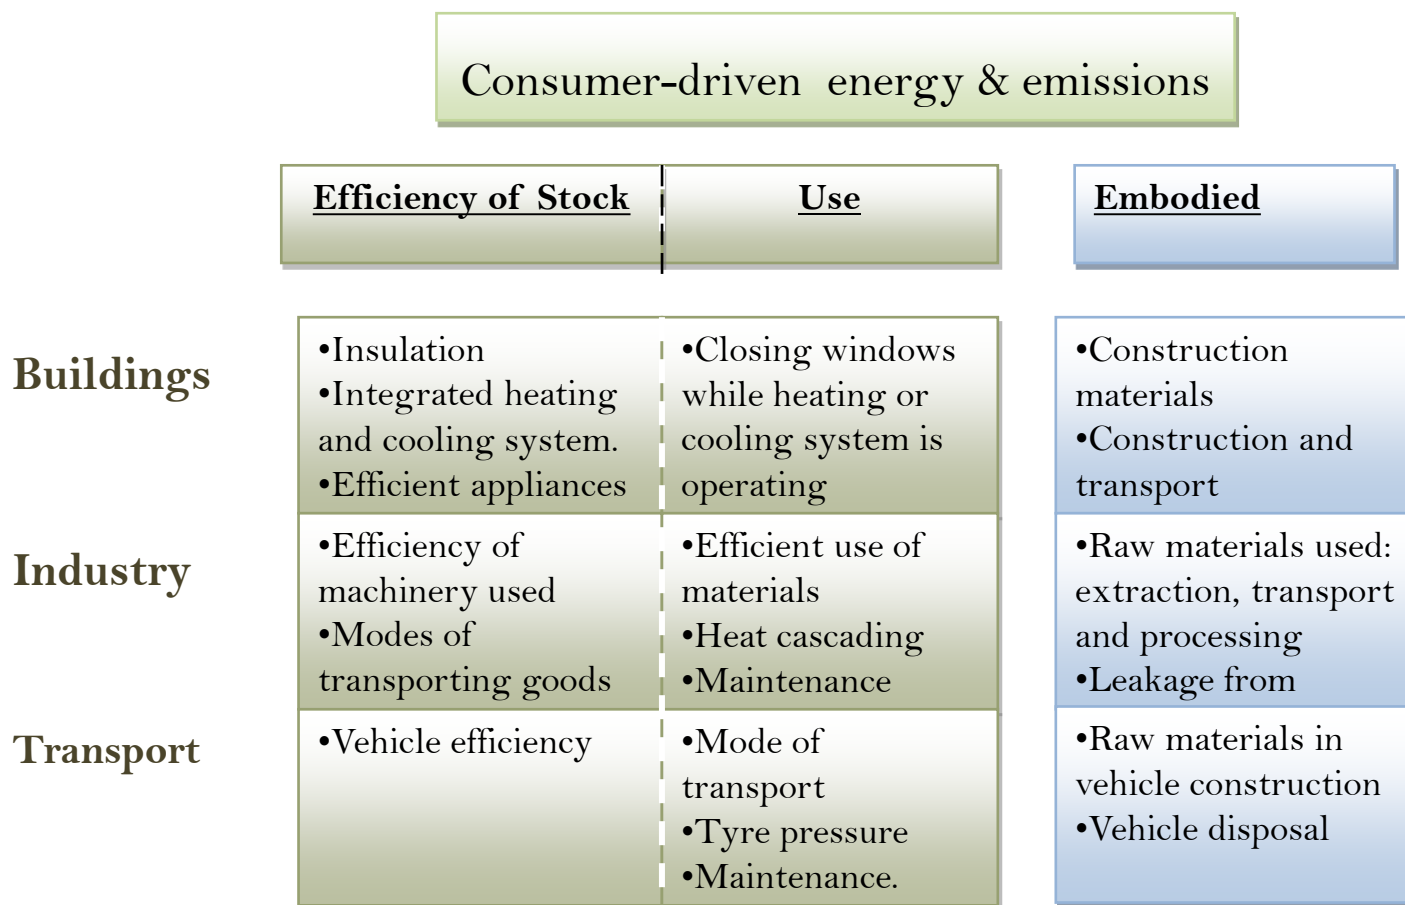 Consumer-driven energy & emissions
Efficiency of Stock
Use
Embodied
Buildings
•Insulation
•Integrated heating
and cooling system.
•Efficient appliances
•Closing windows
while heating or
cooling system is
operating
•Construction
materials
•Construction and
transport
Industry
•Efficiency of
machinery used
•Modes of
transporting goods
•Efficient use of
materials
•Heat cascading
•Maintenance
•Raw materials used:
extraction, transport
and processing
•Leakage from
Transport
•Vehicle efficiency
•Mode of
transport
•Tyre pressure
•Maintenance.
•Raw materials in
vehicle construction
•Vehicle disposal